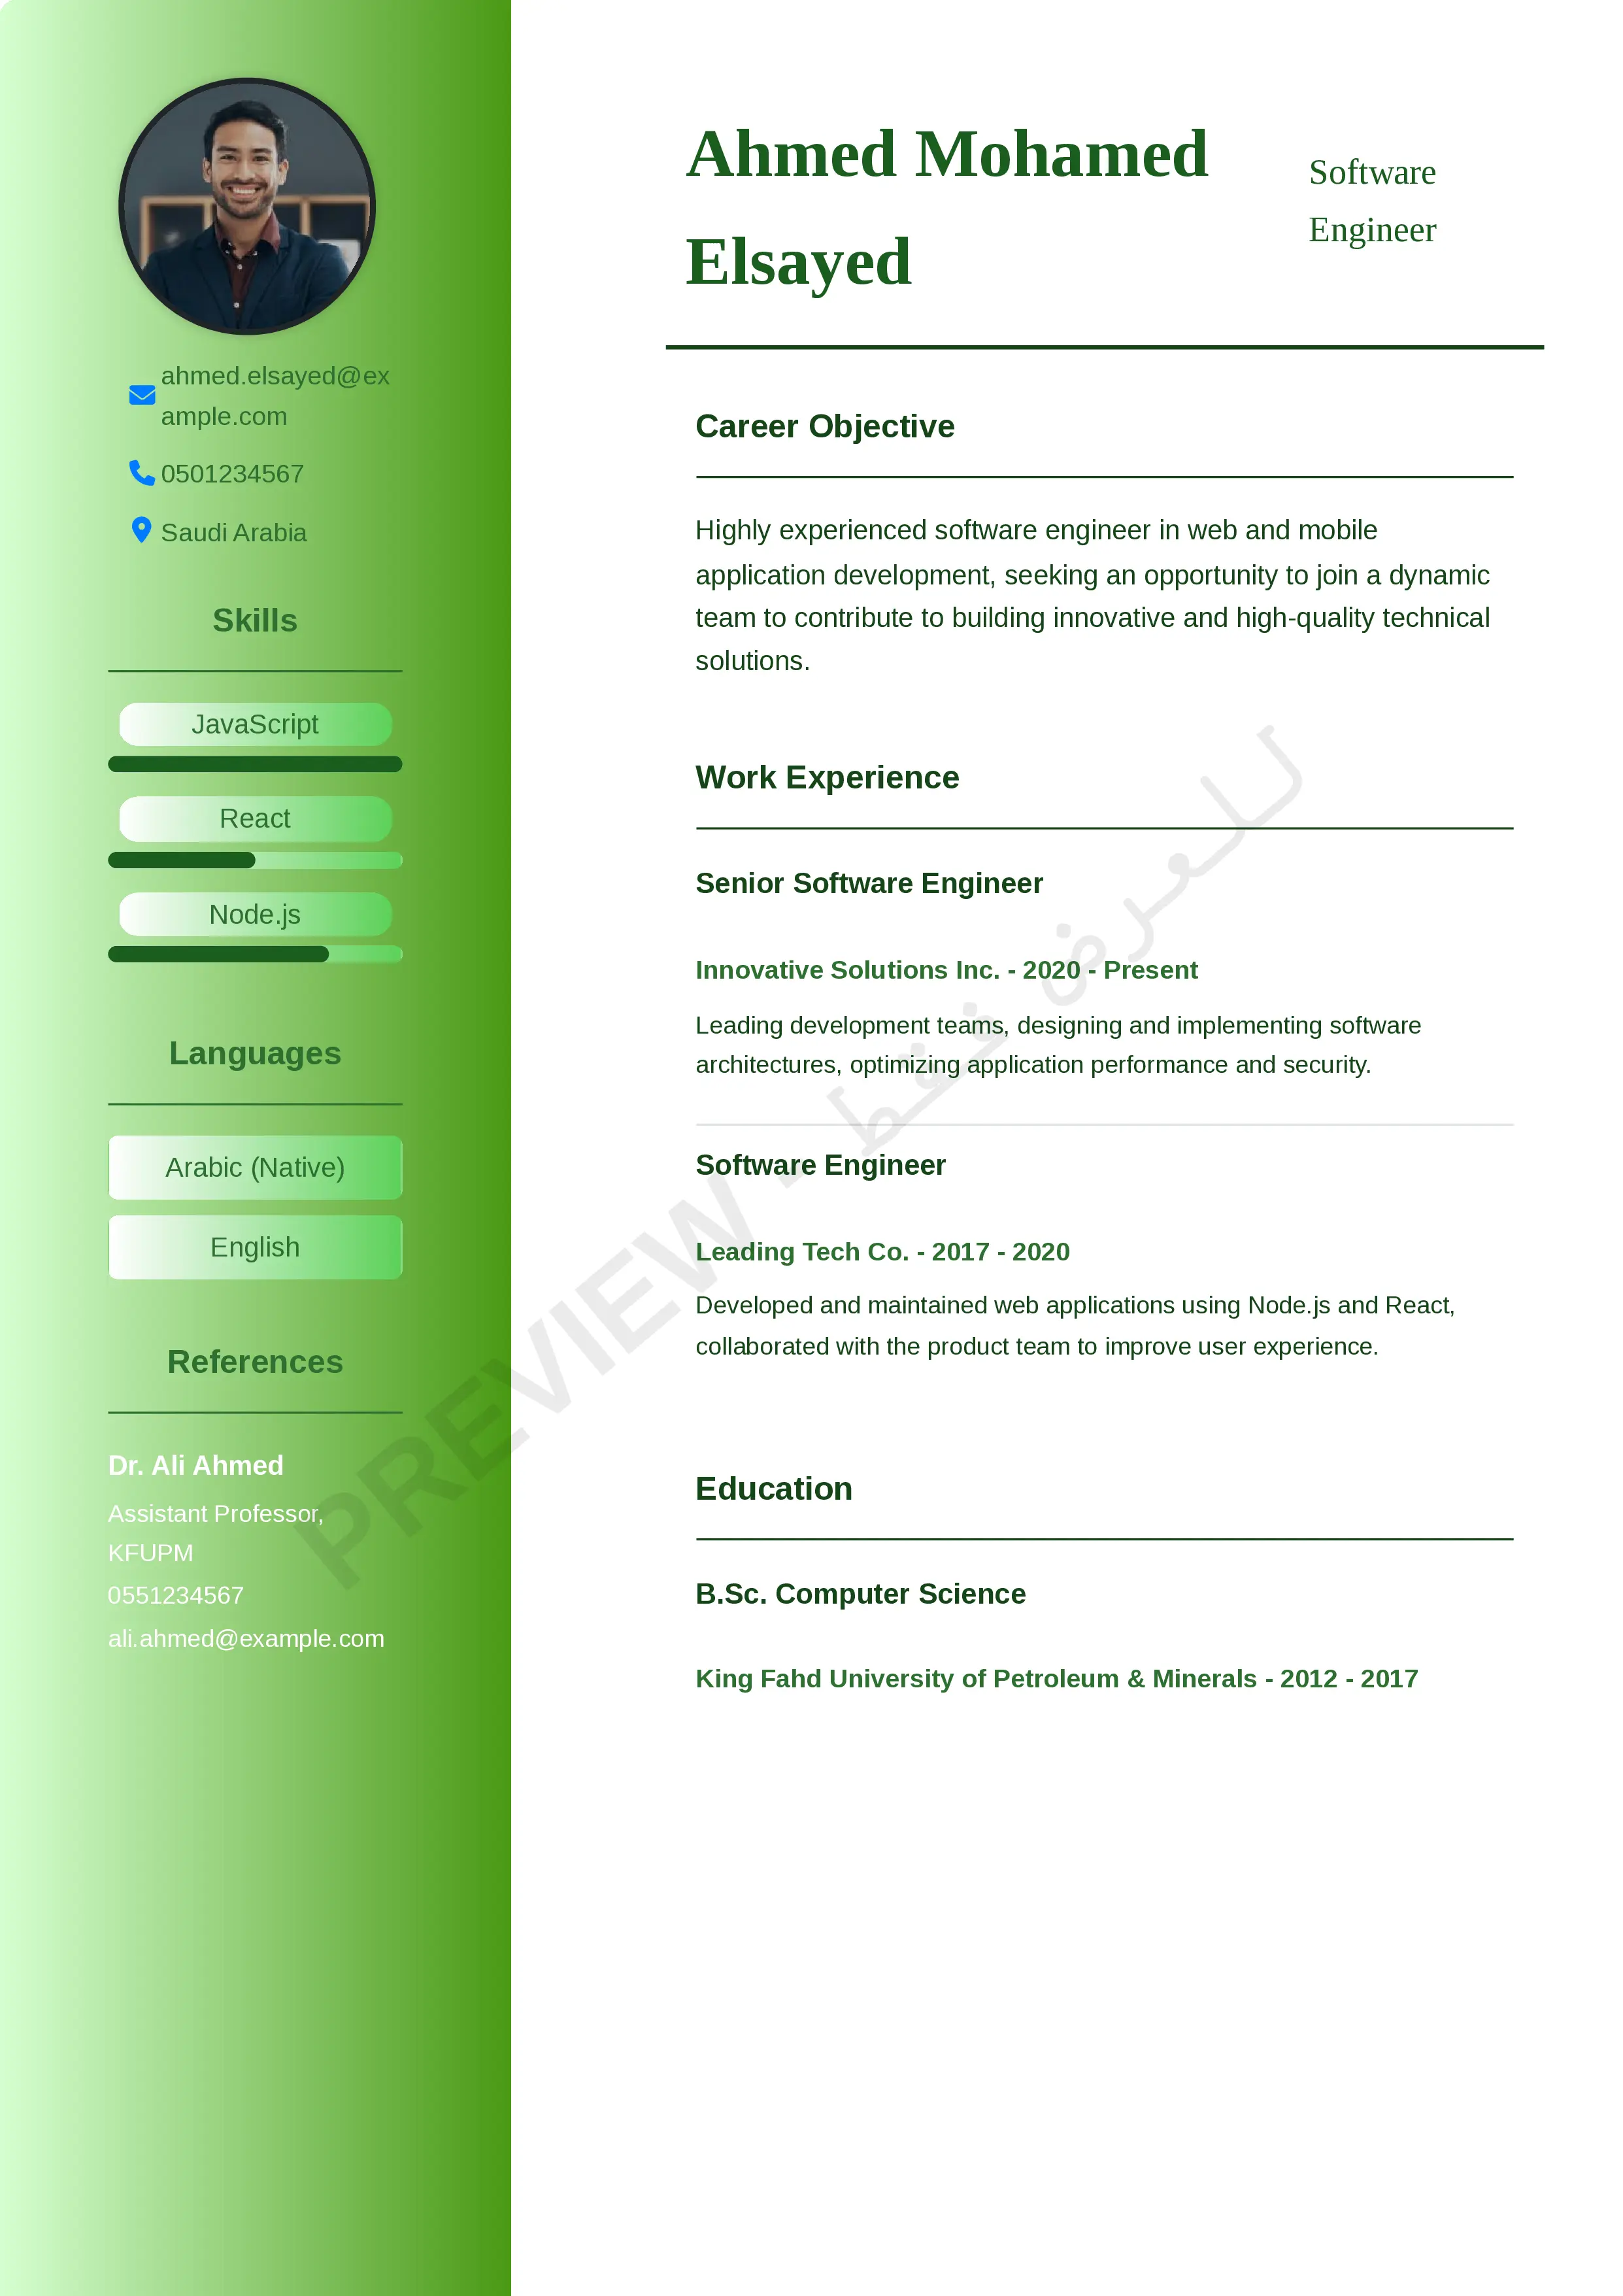 ahmed.elsayed@ex
ample.com
0501234567
Saudi Arabia
Skills
JavaScript
React
Node.js
Languages
Arabic (Native)
English
References
Dr. Ali Ahmed
Assistant Professor,
KFUPM
0551234567
ali.ahmed@example.com
Ahmed Mohamed
Elsayed
Software
Engineer
Career Objective
Highly experienced software engineer in web and mobile
application development, seeking an opportunity to join a dynamic
team to contribute to building innovative and high-quality technical
solutions.
Work Experience
Senior Software Engineer
Innovative Solutions Inc. - 2020 - Present
Leading development teams, designing and implementing software
architectures, optimizing application performance and security.
Software Engineer
Leading Tech Co. - 2017 - 2020
Developed and maintained web applications using Node.js and React,
collaborated with the product team to improve user experience.
Education
B.Sc. Computer Science
King Fahd University of Petroleum & Minerals - 2012 - 2017
PREVIEW - للعرض فقط